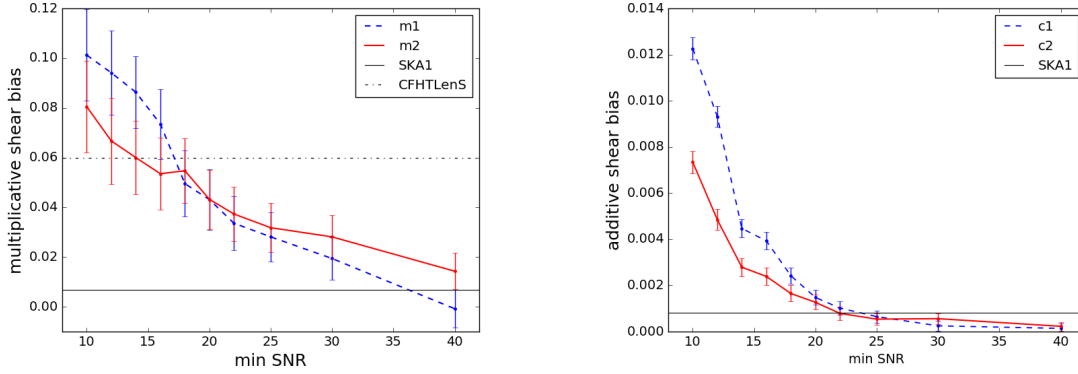 0.12
0.10
0.08
0.06
0.04
0.02
0.00
multiplicative shear bias
10 15 20 25 30 35 40
min SNR
m1
m2
SKA1
CFHTLenS
0.014
0.012
0.010
0.008
0.006
0.004
0.002
0.000
additive shear bias
10 15 20 25 30 35 40
min SNR
c1
c2
SKA1